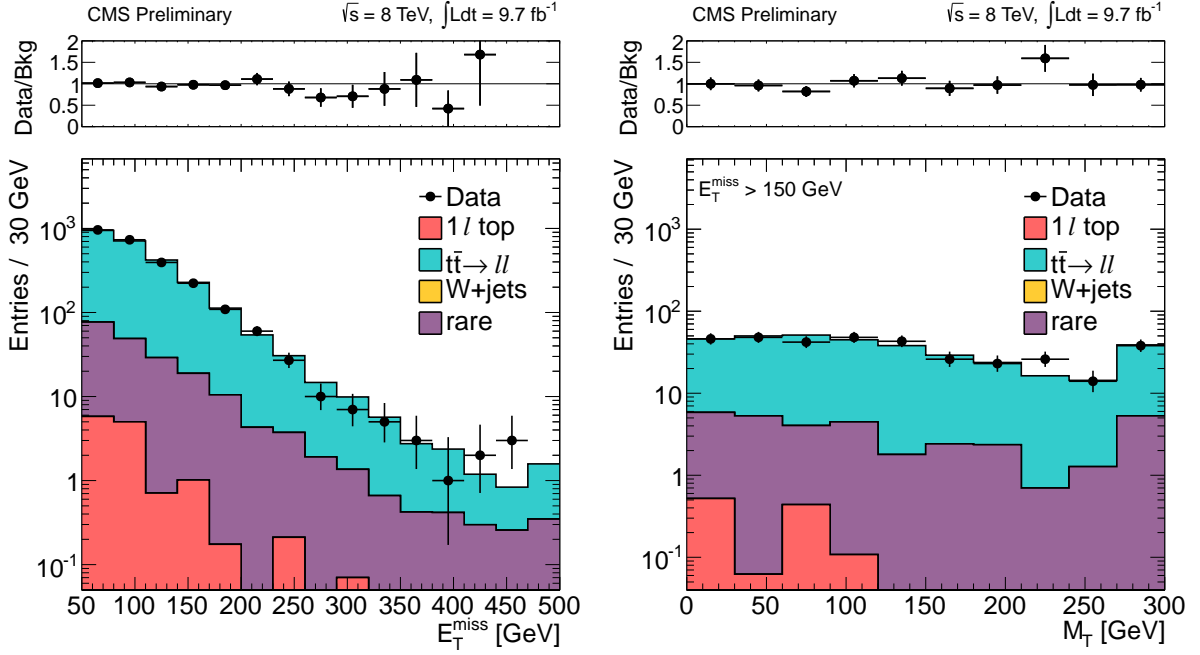 CMS Preliminary √s = 8 TeV, ∫Ldt = 9.7 fb⁻¹
Data/Bkg
2
1.5
1
0.5
0
Entries / 30 GeV
10³
10²
10
1
10⁻¹
Data
1 l top
tt̄ → ll
W+jets
rare
50 100 150 200 250 300 350 400 450 500
E_T^miss [GeV]
CMS Preliminary √s = 8 TeV, ∫Ldt = 9.7 fb⁻¹
Data/Bkg
2
1.5
1
0.5
0
Entries / 30 GeV
10³
10²
10
1
10⁻¹
E_T^miss > 150 GeV
Data
1 l top
tt̄ → ll
W+jets
rare
0 50 100 150 200 250 300
M_T [GeV]